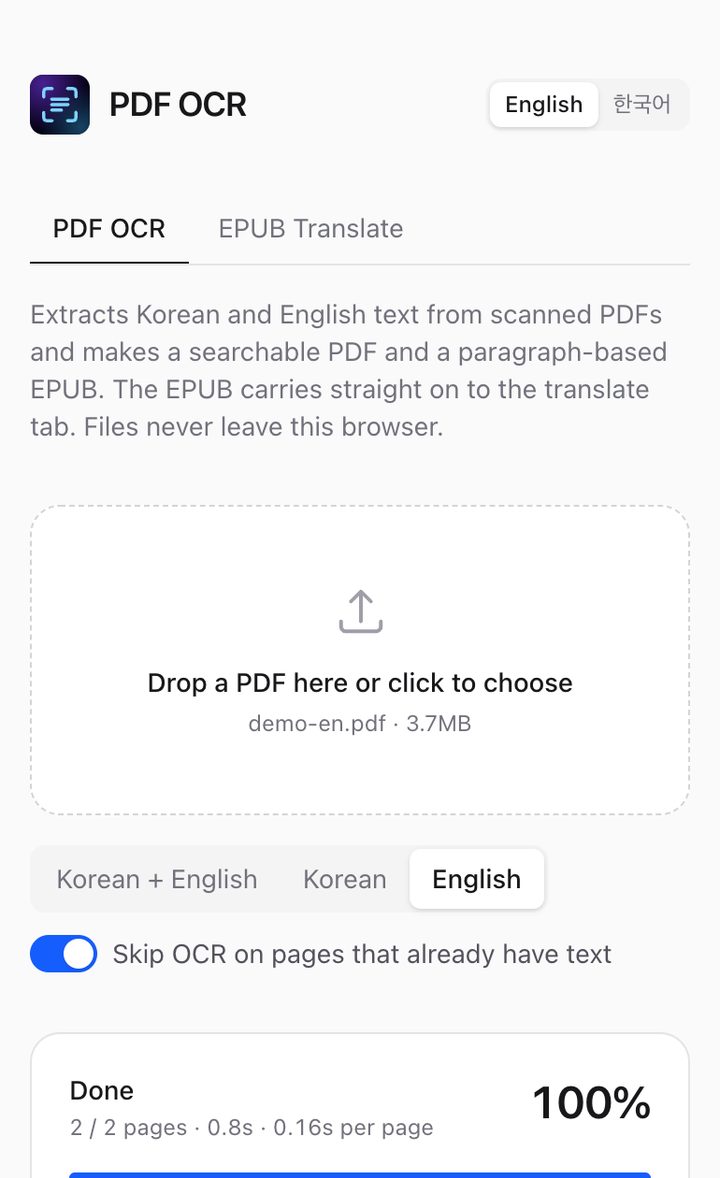 PDF OCR
English 한국어
PDF OCR EPUB Translate
Extracts Korean and English text from scanned PDFs
and makes a searchable PDF and a paragraph-based
EPUB. The EPUB carries straight on to the translate
tab. Files never leave this browser.
Drop a PDF here or click to choose
demo-en.pdf · 3.7MB
Korean + English Korean English
Skip OCR on pages that already have text
Done
100%
2 / 2 pages · 0.8s · 0.16s per page